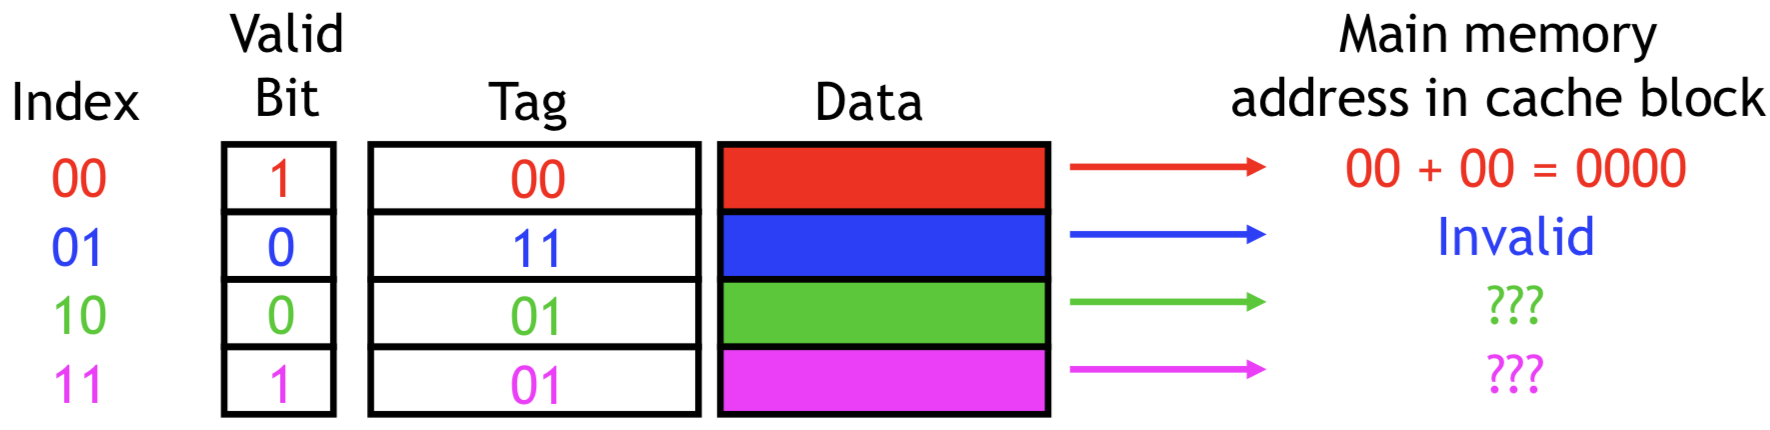 Valid
Bit
Index
Tag
Data
Main memory
address in cache block
00 1 00 00 + 00 = 0000
01 0 11 Invalid
10 0 01 ???
11 1 01 ???